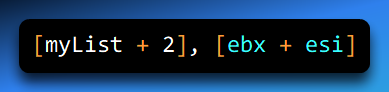 [myList + 2], [ebx + esi]